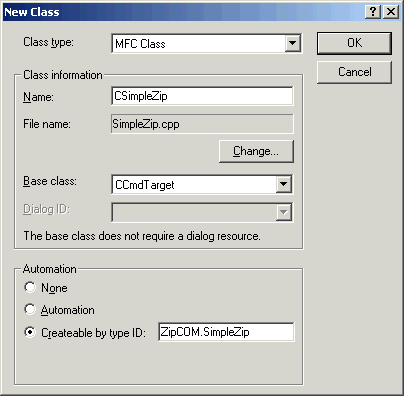 New Class
Class type:
MFC Class
OK
Cancel
Class information
Name:
CSimpleZip
File name:
SimpleZip.cpp
Change...
Base class:
CCmdTarget
Dialog ID:
The base class does not require a dialog resource.
Automation
None
Automation
Createable by type ID:
ZipCOM.SimpleZip